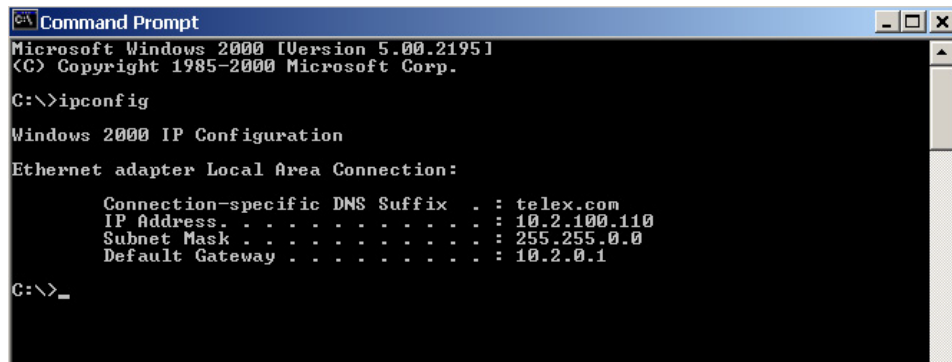 Command Prompt
Microsoft Windows 2000 [Version 5.00.2195]
(C) Copyright 1985-2000 Microsoft Corp.
C:\>ipconfig
Windows 2000 IP Configuration
Ethernet adapter Local Area Connection:
Connection-specific DNS Suffix  . : telex.com
IP Address. . . . . . . . . . . . : 10.2.100.110
Subnet Mask . . . . . . . . . . . : 255.255.0.0
Default Gateway . . . . . . . . . : 10.2.0.1
C:\>_